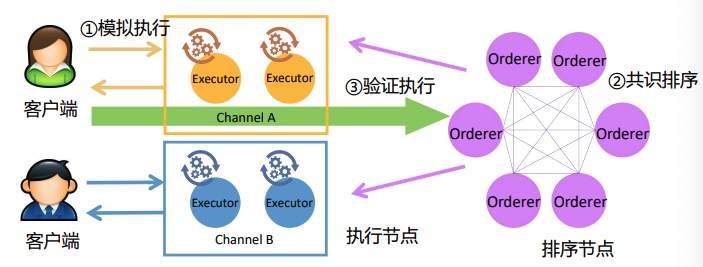 ①模拟执行
Executor
Executor
Channel A
客户端
③验证执行
Orderer
Orderer
②共识排序
Orderer
Orderer
Orderer
Orderer
Executor
Executor
Channel B
客户端
执行节点
排序节点